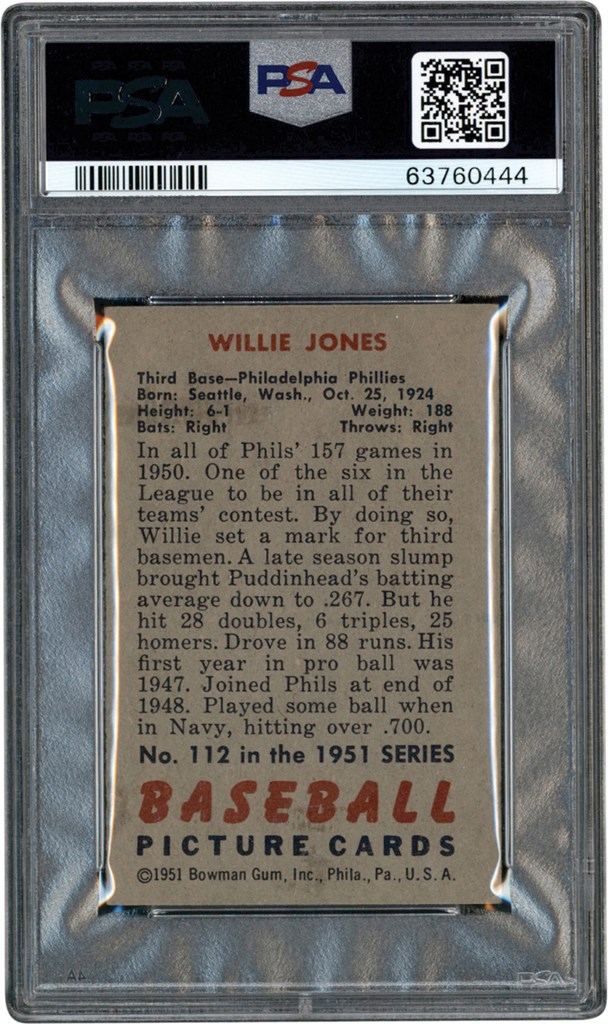 PSA
PSA
63760444
WILLIE JONES
Third Base—Philadelphia Phillies
Born: Seattle, Wash., Oct. 25, 1924
Height: 6-1 Weight: 188
Bats: Right Throws: Right
In all of Phils' 157 games in
1950. One of the six in the
League to be in all of their
teams' contest. By doing so,
Willie set a mark for third
basemen. A late season slump
brought Puddinhead's batting
average down to .267. But he
hit 28 doubles, 6 triples, 25
homers. Drove in 88 runs. His
first year in pro ball was
1947. Joined Phils at end of
1948. Played some ball when
in Navy, hitting over .700.
No. 112 in the 1951 SERIES
BASEBALL
PICTURE CARDS
©1951 Bowman Gum, Inc., Phila., Pa., U. S. A.
AA
PSA